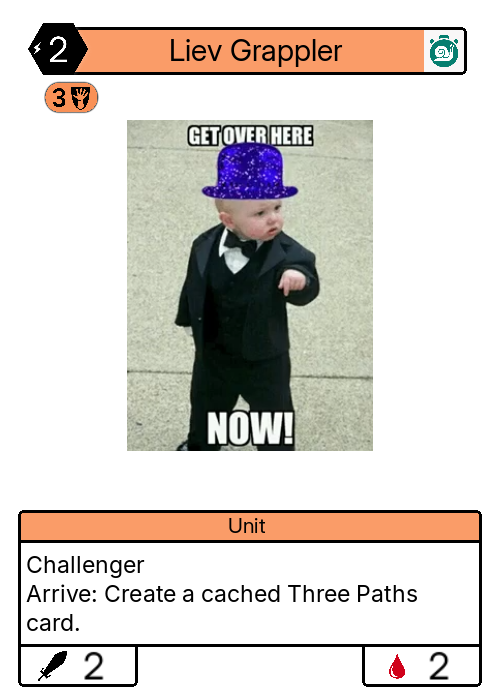 2
Liev Grappler
3
GET OVER HERE
NOW!
Unit
Challenger
Arrive: Create a cached Three Paths
card.
2
2